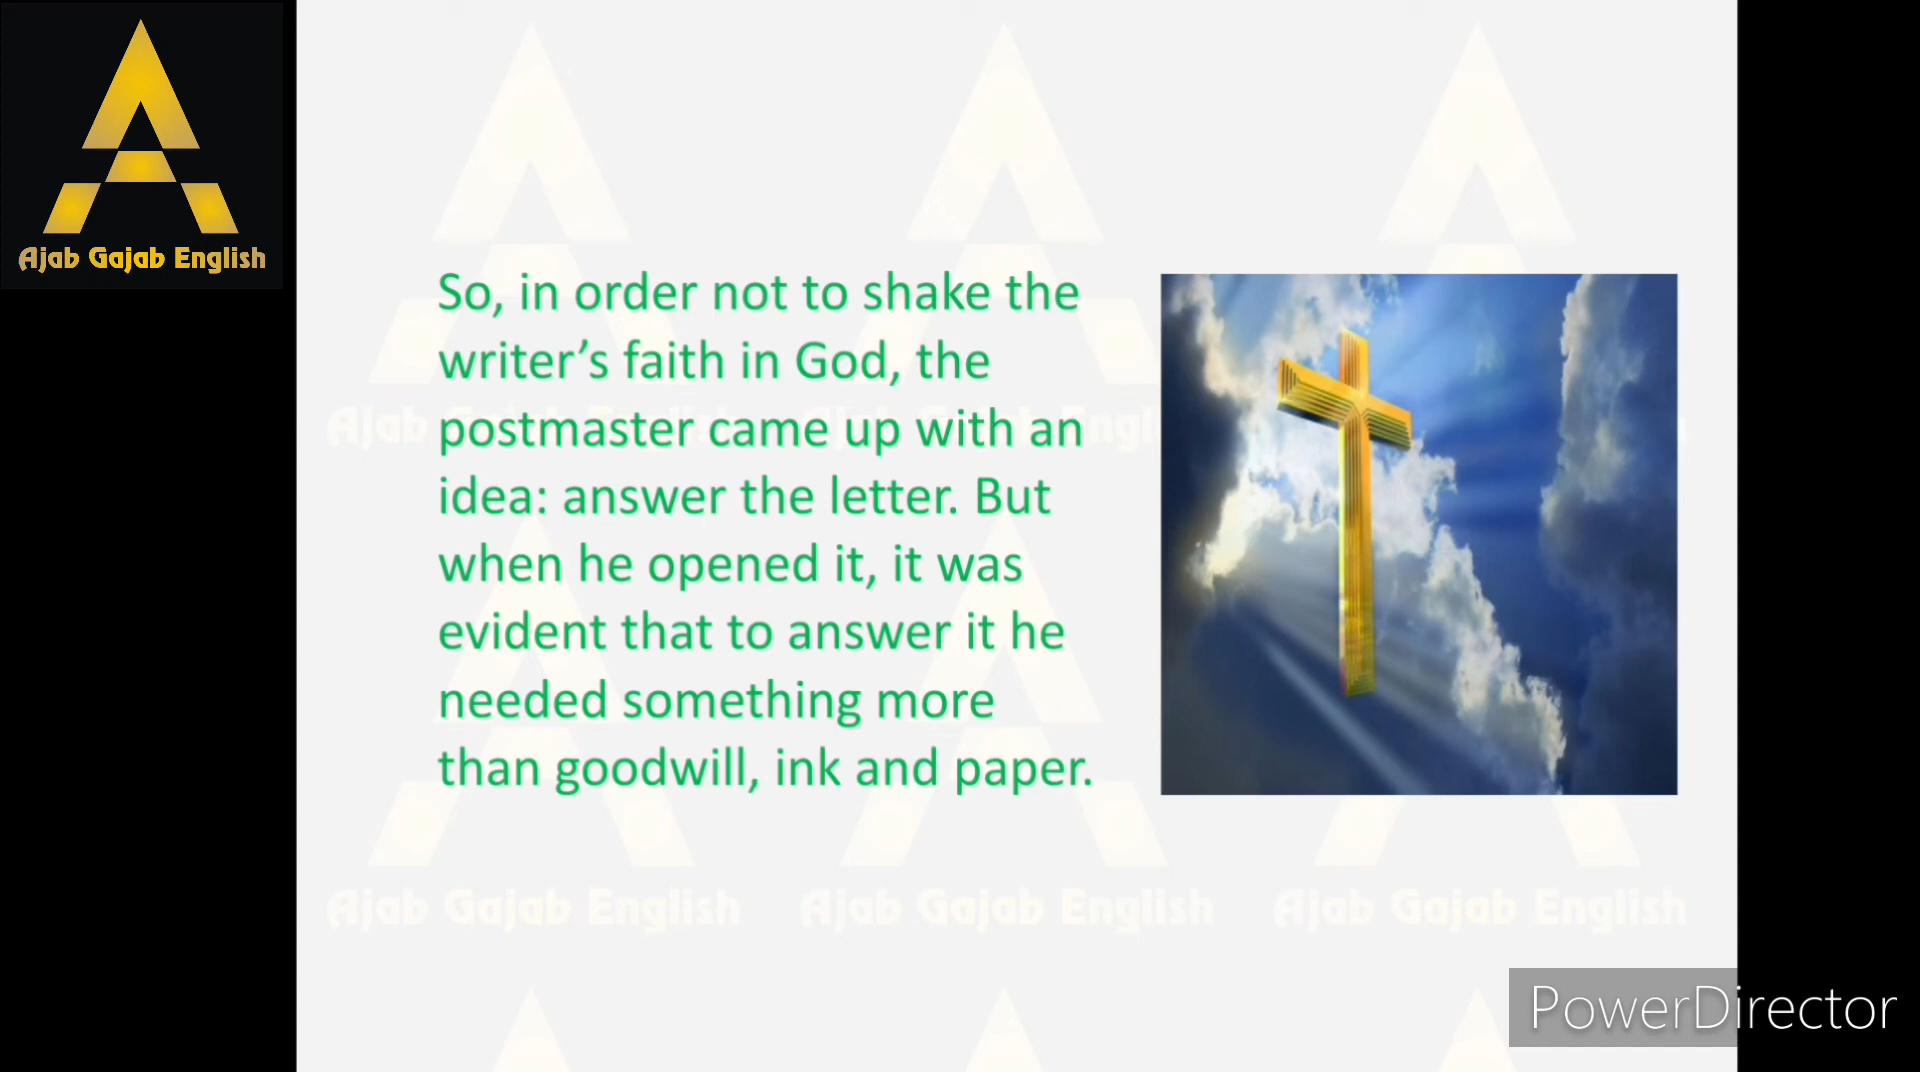 Ajab Gajab English
So, in order not to shake the
writer’s faith in God, the
postmaster came up with an
idea: answer the letter. But
when he opened it, it was
evident that to answer it he
needed something more
than goodwill, ink and paper.
Ajab Gajab English
Ajab Gajab English
Ajab Gajab English
PowerDirector